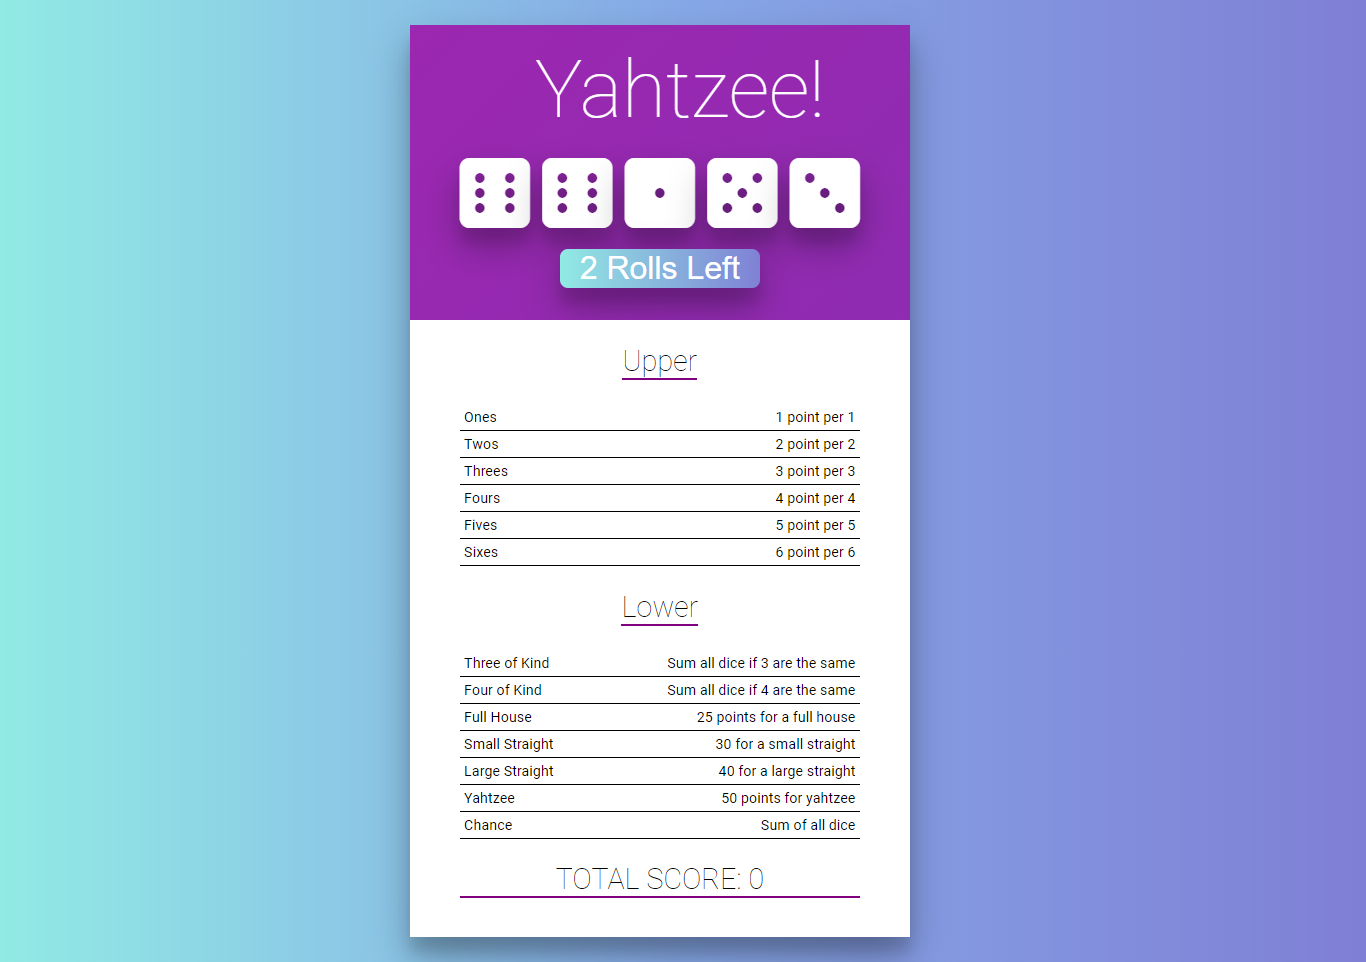 Yahtzee!
2 Rolls Left
Upper
Ones 1 point per 1
Twos 2 point per 2
Threes 3 point per 3
Fours 4 point per 4
Fives 5 point per 5
Sixes 6 point per 6
Lower
Three of Kind Sum all dice if 3 are the same
Four of Kind Sum all dice if 4 are the same
Full House 25 points for a full house
Small Straight 30 for a small straight
Large Straight 40 for a large straight
Yahtzee 50 points for yahtzee
Chance Sum of all dice
TOTAL SCORE: 0